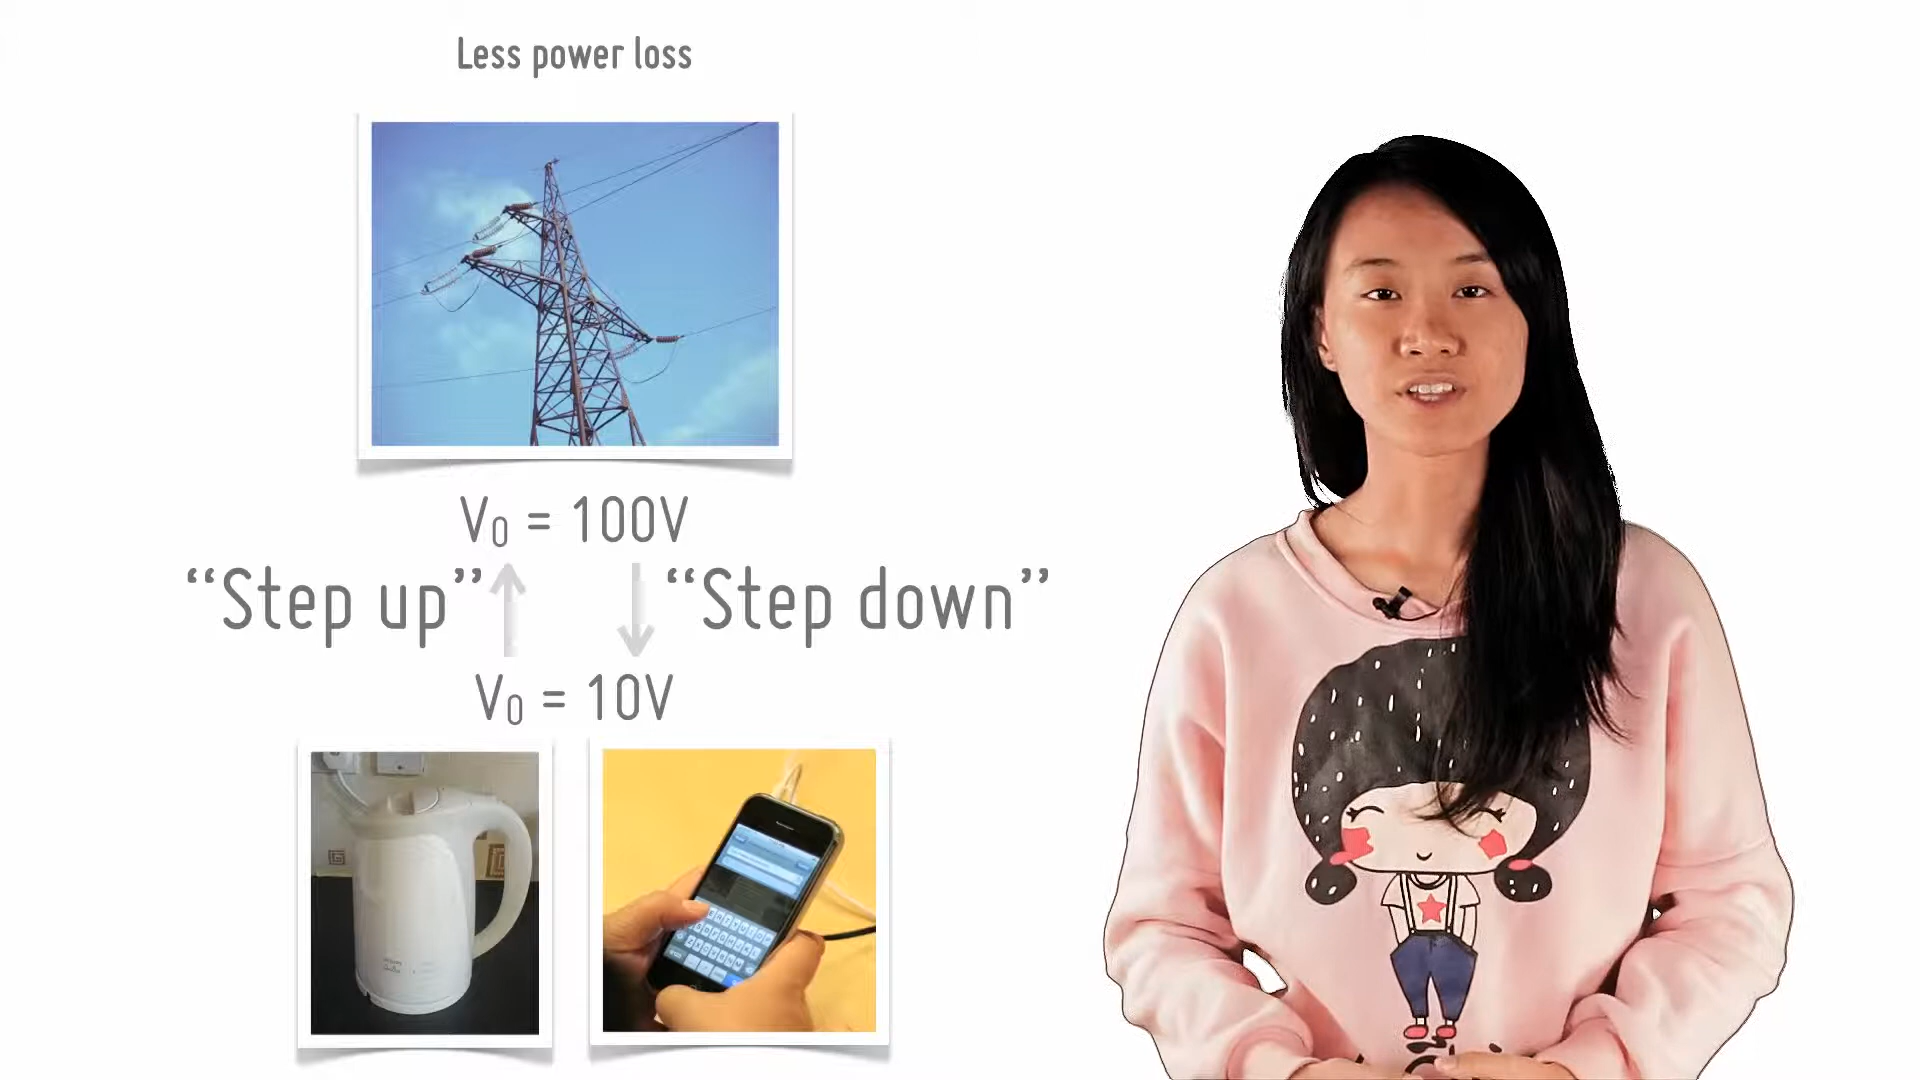 Less power loss
V₀ = 100V
“Step up” “Step down”
V₀ = 10V